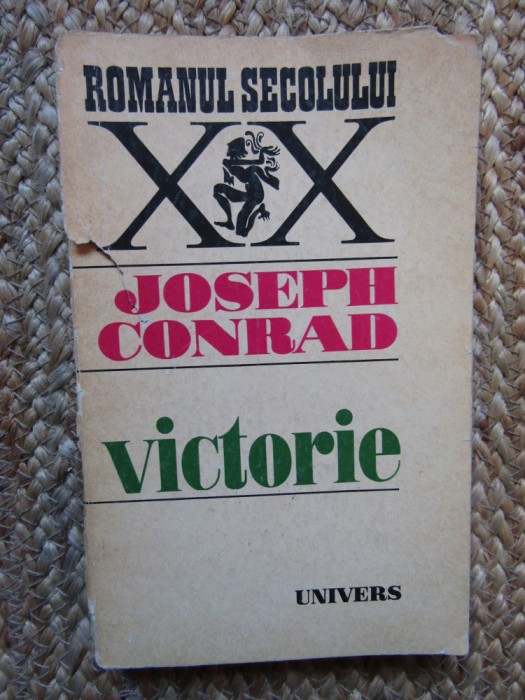 ROMANUL SECOLULUI
XX
JOSEPH
CONRAD
victorie
UNIVERS